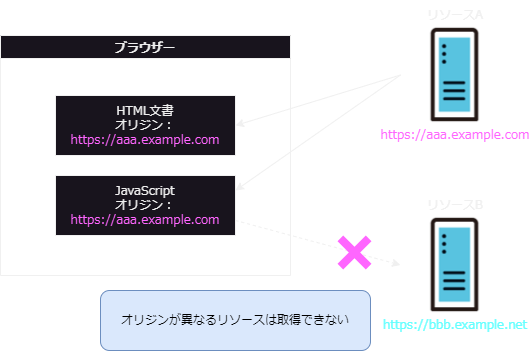 リソースA
ブラウザー
HTML文書
オリジン：
https://aaa.example.com
https://aaa.example.com
JavaScript
オリジン：
https://aaa.example.com
リソースB
オリジンが異なるリソースは取得できない
https://bbb.example.net